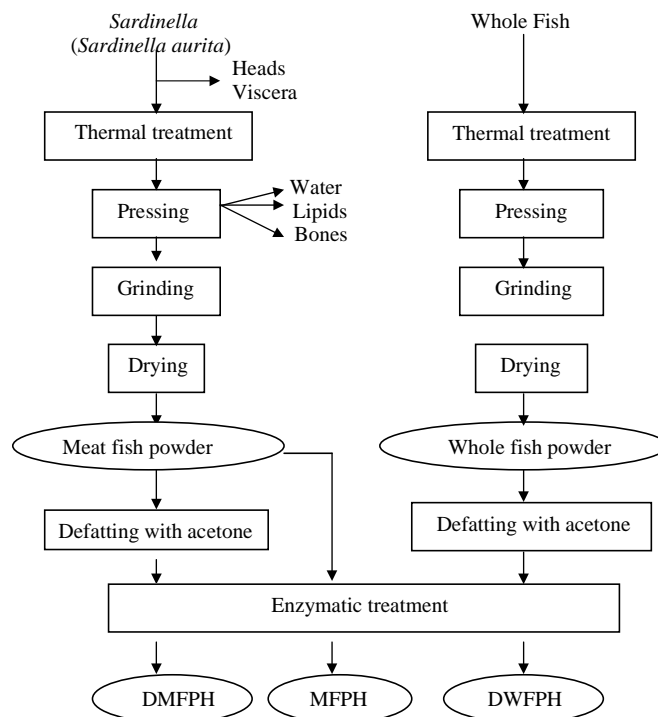 Sardinella
(Sardinella aurita)
Heads
Viscera
Thermal treatment
Pressing
Water
Lipids
Bones
Grinding
Drying
Meat fish powder
Defatting with acetone
Whole Fish
Thermal treatment
Pressing
Grinding
Drying
Whole fish powder
Defatting with acetone
Enzymatic treatment
DMFPH
MFPH
DWFPH